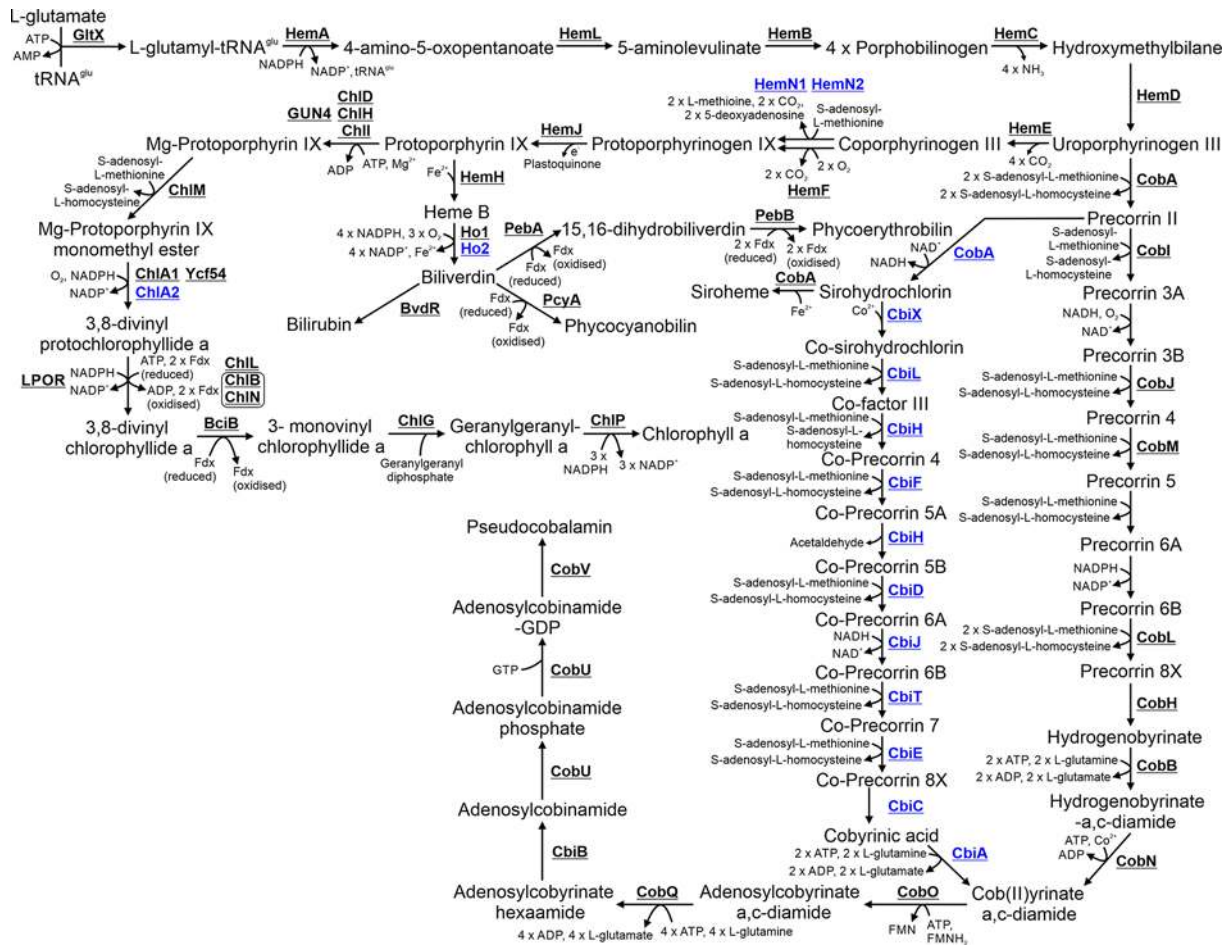 L-glutamate
ATP
AMP
GltX
tRNAᵍˡᵘ
L-glutamyl-tRNAᵍˡᵘ
HemA
NADPH
NADP⁺, tRNAᵍˡᵘ
4-amino-5-oxopentanoate
HemL
5-aminolevulinate
HemB
4 x Porphobilinogen
HemC
4 x NH₃
Hydroxymethylbilane
HemD
HemN1 HemN2
2 x L-methioine, 2 x CO₂,
2 x 5-deoxyadenosine
S-adenosyl-
L-methionine
ChlD
GUN4 ChlH
ChlI
Mg-Protoporphyrin IX
ADP
ATP, Mg²⁺
Protoporphyrin IX
HemJ
e
Plastoquinone
Protoporphyrinogen IX
2 x CO₂
2 x O₂
HemF
Coporphyrinogen III
HemE
4 x CO₂
Uroporphyrinogen III
S-adenosyl-
L-methionine
S-adenosyl-
L-homocysteine
ChlM
Fe²⁺
HemH
2 x S-adenosyl-L-methionine
2 x S-adenosyl-L-homocysteine
CobA
Mg-Protoporphyrin IX
monomethyl ester
Heme B
4 x NADPH, 3 x O₂
4 x NADP⁺, Fe²⁺
Ho1
Ho2
PebA
15,16-dihydrobiliverdin
PebB
Phycoerythrobilin
Fdx
(reduced)
Fdx
(oxidised)
2 x Fdx
(reduced)
2 x Fdx
(oxidised)
Precorrin II
NAD⁺
NADH
CobA
S-adenosyl-
L-methionine
S-adenosyl-
L-homocysteine
CobI
O₂, NADPH
NADP⁺
ChlA1 Ycf54
ChlA2
Biliverdin
BvdR
Bilirubin
Fdx
(reduced)
Fdx
(oxidised)
PcyA
Phycocyanobilin
Siroheme
CobA
Fe²⁺
Sirohydrochlorin
Co²⁺
CbiX
Precorrin 3A
NADH, O₂
NAD⁺
3,8-divinyl
protochlorophyllide a
LPOR
NADPH
NADP⁺
ATP, 2 x Fdx
(reduced)
ADP, 2 x Fdx
(oxidised)
ChlL
ChlB
ChlN
Co-sirohydrochlorin
S-adenosyl-L-methionine
S-adenosyl-L-homocysteine
CbiL
Precorrin 3B
S-adenosyl-L-methionine
S-adenosyl-L-homocysteine
CobJ
3,8-divinyl
chlorophyllide a
BciB
Fdx
(reduced)
Fdx
(oxidised)
3- monovinyl
chlorophyllide a
ChlG
Geranylgeranyl
diphosphate
Geranylgeranyl-
chlorophyll a
ChlP
3 x
NADPH
3 x NADP⁺
Chlorophyll a
Co-factor III
S-adenosyl-L-methionine
S-adenosyl-L-
homocysteine
CbiH
Precorrin 4
S-adenosyl-L-methionine
S-adenosyl-L-homocysteine
CobM
Co-Precorrin 4
S-adenosyl-L-methionine
S-adenosyl-L-homocysteine
CbiF
Precorrin 5
S-adenosyl-L-methionine
S-adenosyl-L-homocysteine
Co-Precorrin 5A
Acetaldehyde
CbiH
Precorrin 6A
NADPH
NADP⁺
Co-Precorrin 5B
S-adenosyl-L-methionine
S-adenosyl-L-homocysteine
CbiD
Precorrin 6B
2 x S-adenosyl-L-methionine
2 x S-adenosyl-L-homocysteine
CobL
Co-Precorrin 6A
NADH
NAD⁺
CbiJ
Precorrin 8X
CobH
Co-Precorrin 6B
S-adenosyl-L-methionine
S-adenosyl-L-homocysteine
CbiT
Hydrogenobyrinate
2 x ATP, 2 x L-glutamine
2 x ADP, 2 x L-glutamate
CobB
Co-Precorrin 7
S-adenosyl-L-methionine
S-adenosyl-L-homocysteine
CbiE
Co-Precorrin 8X
CbiC
Hydrogenobyrinate
-a,c-diamide
ATP, Co²⁺
ADP
CobN
Cobyrinic acid
2 x ATP, 2 x L-glutamine
2 x ADP, 2 x L-glutamate
CbiA
Cob(II)yrinate
a,c-diamide
CobO
FMN
ATP,
FMNH₂
Adenosylcobyrinate
a,c-diamide
CobQ
4 x ADP, 4 x L-glutamate
4 x ATP, 4 x L-glutamine
Adenosylcobyrinate
hexaamide
CbiB
Adenosylcobinamide
CobU
Adenosylcobinamide
phosphate
GTP
CobU
Adenosylcobinamide
-GDP
CobV
Pseudocobalamin